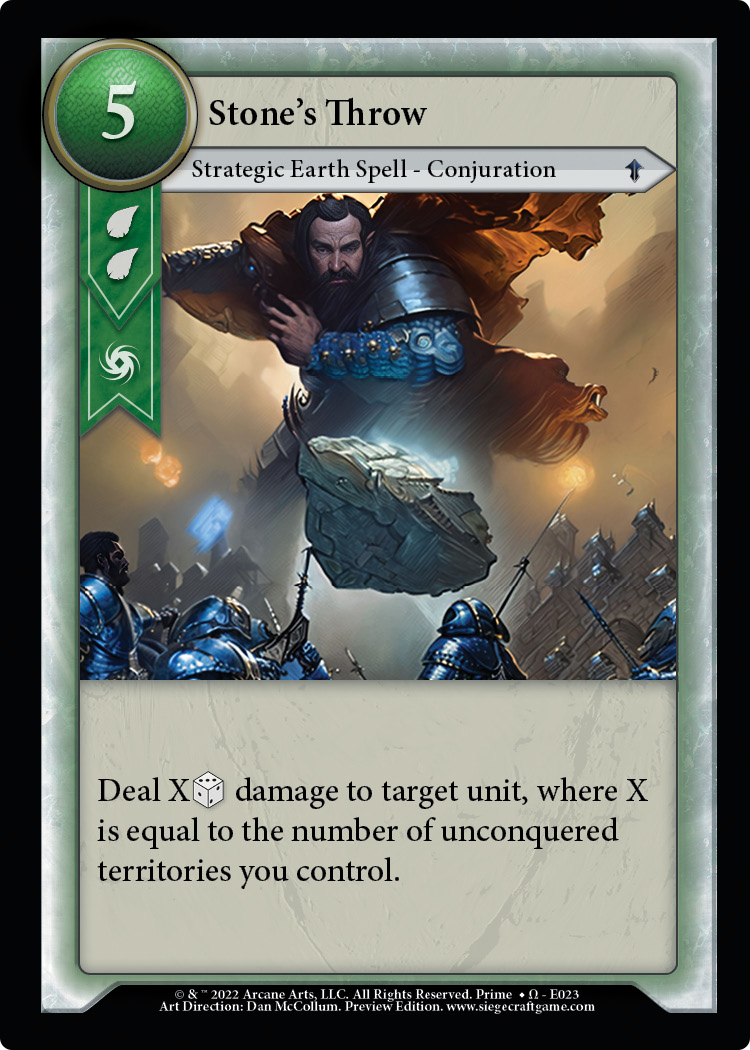 5
Stone's Throw
Strategic Earth Spell - Conjuration
Deal X damage to target unit, where X
is equal to the number of unconquered
territories you control.
© & ™ 2022 Arcane Arts, LLC. All Rights Reserved. Prime ⬥ Ω - E023
Art Direction: Dan McCollum. Preview Edition. www.siegecraftgame.com